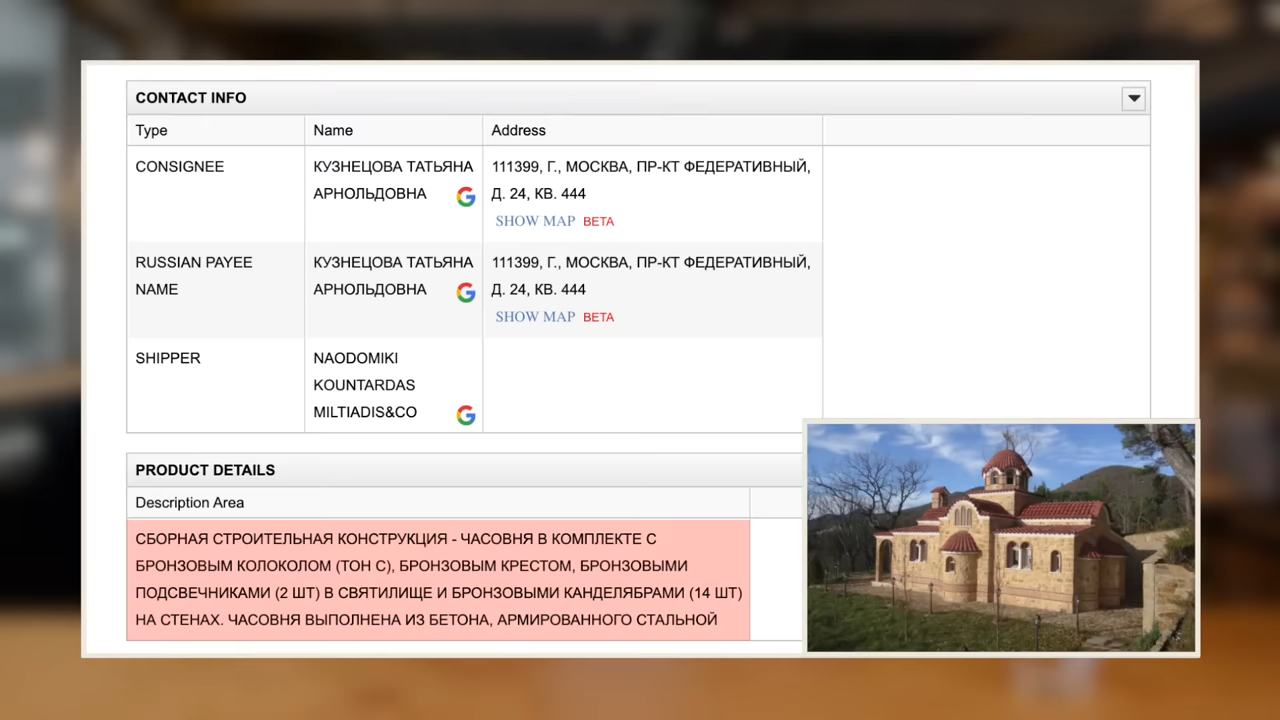 CONTACT INFO
Type Name Address
CONSIGNEE КУЗНЕЦОВА ТАТЬЯНА 111399, Г., МОСКВА, ПР-КТ ФЕДЕРАТИВНЫЙ,
АРНОЛЬДОВНА Д. 24, КВ. 444
SHOW MAP BETA
RUSSIAN PAYEE КУЗНЕЦОВА ТАТЬЯНА 111399, Г., МОСКВА, ПР-КТ ФЕДЕРАТИВНЫЙ,
NAME АРНОЛЬДОВНА Д. 24, КВ. 444
SHOW MAP BETA
SHIPPER NAODOMIKI
KOUNTARDAS
MILTIADIS&CO
PRODUCT DETAILS
Description Area
СБОРНАЯ СТРОИТЕЛЬНАЯ КОНСТРУКЦИЯ - ЧАСОВНЯ В КОМПЛЕКТЕ С
БРОНЗОВЫМ КОЛОКОЛОМ (ТОН С), БРОНЗОВЫМ КРЕСТОМ, БРОНЗОВЫМИ
ПОДСВЕЧНИКАМИ (2 ШТ) В СВЯТИЛИЩЕ И БРОНЗОВЫМИ КАНДЕЛЯБРАМИ (14 ШТ)
НА СТЕНАХ. ЧАСОВНЯ ВЫПОЛНЕНА ИЗ БЕТОНА, АРМИРОВАННОГО СТАЛЬНОЙ